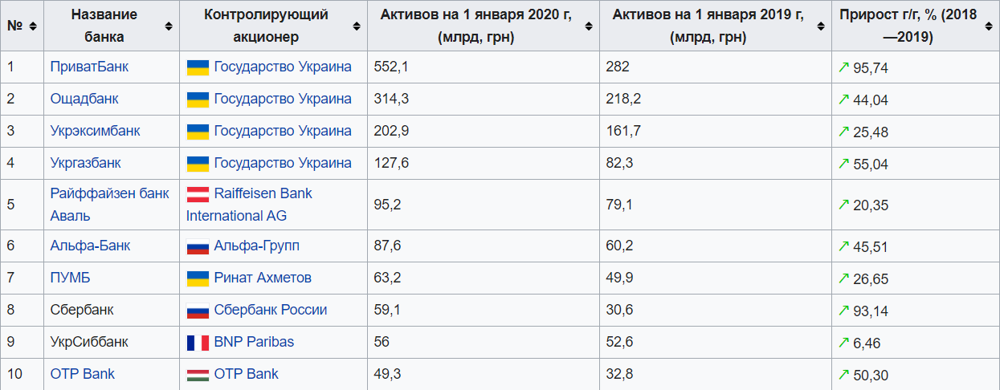 № Название банка Контролирующий акционер Активов на 1 января 2020 г, (млрд, грн) Активов на 1 января 2019 г, (млрд, грн) Прирост г/г, % (2018—2019)
1 ПриватБанк Государство Украина 552,1 282 95,74
2 Ощадбанк Государство Украина 314,3 218,2 44,04
3 Укрэксимбанк Государство Украина 202,9 161,7 25,48
4 Укргазбанк Государство Украина 127,6 82,3 55,04
5 Райффайзен банк Аваль Raiffeisen Bank International AG 95,2 79,1 20,35
6 Альфа-Банк Альфа-Групп 87,6 60,2 45,51
7 ПУМБ Ринат Ахметов 63,2 49,9 26,65
8 Сбербанк Сбербанк России 59,1 30,6 93,14
9 УкрСиббанк BNP Paribas 56 52,6 6,46
10 OTP Bank OTP Bank 49,3 32,8 50,30